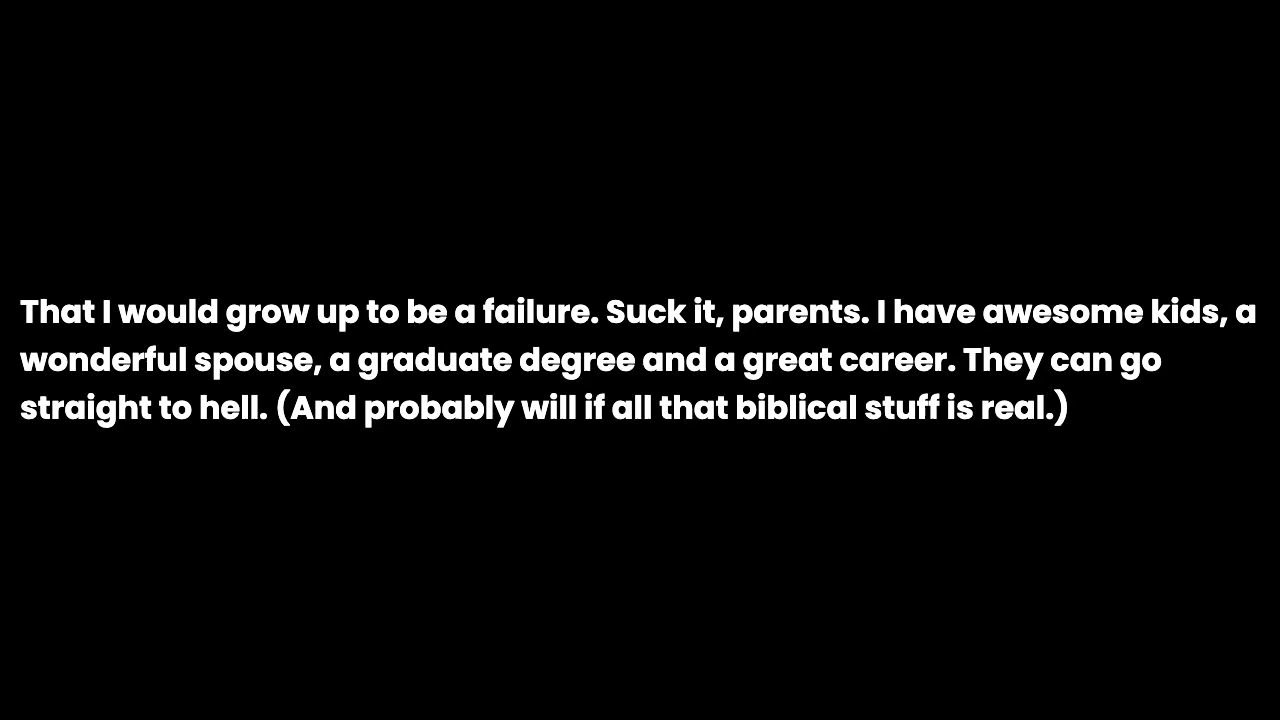 That I would grow up to be a failure. Suck it, parents. I have awesome kids, a
wonderful spouse, a graduate degree and a great career. They can go
straight to hell. (And probably will if all that biblical stuff is real.)